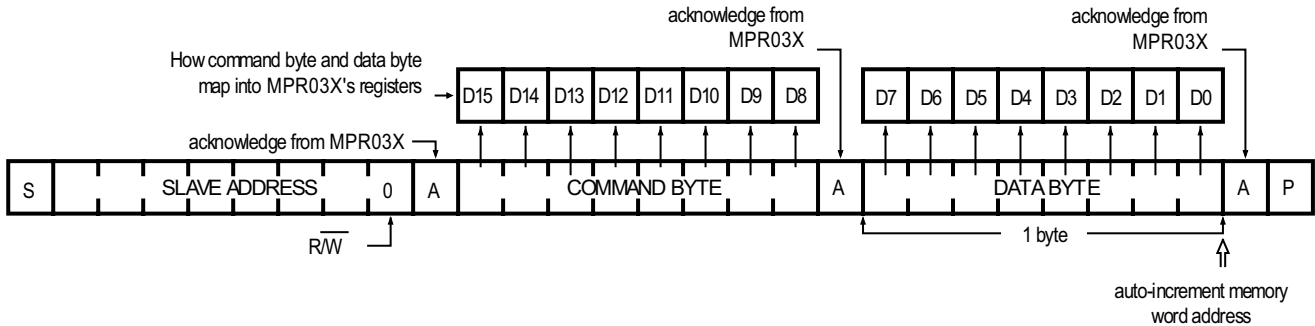 acknowledge from
MPR03X
acknowledge from
MPR03X
How command byte and data byte
map into MPR03X's registers
D15 D14 D13 D12 D11 D10 D9 D8
D7 D6 D5 D4 D3 D2 D1 D0
acknowledge from MPR03X
S SLAVE ADDRESS 0 A COMMAND BYTE A DATA BYTE A P
R/W̅
1 byte
auto-increment memory
word address